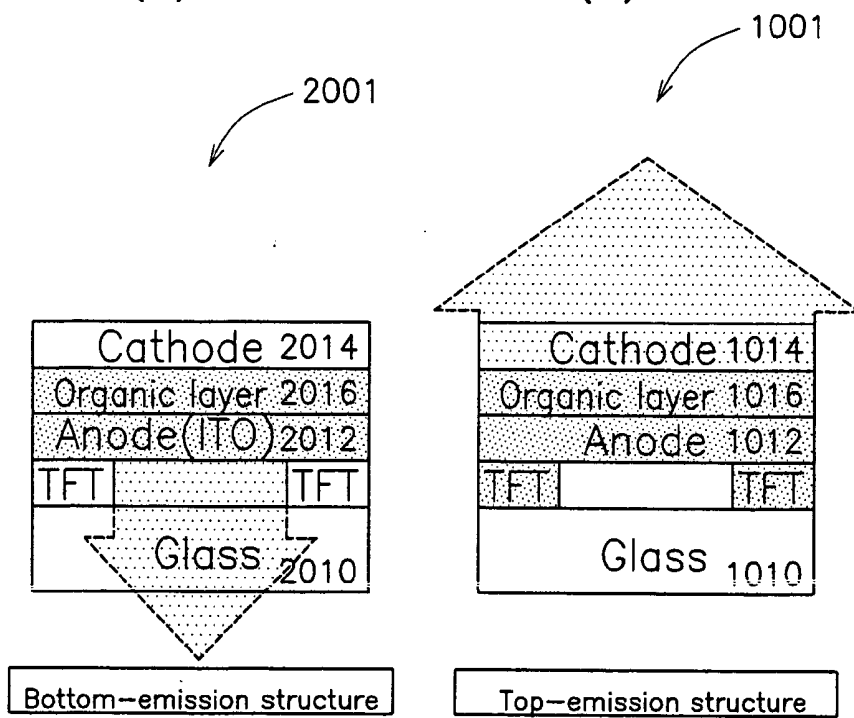 2001
Cathode 2014
Organic layer 2016
Anode(ITO) 2012
TFT TFT
Glass 2010
Bottom-emission structure
1001
Cathode 1014
Organic layer 1016
Anode 1012
TFT TFT
Glass 1010
Top-emission structure